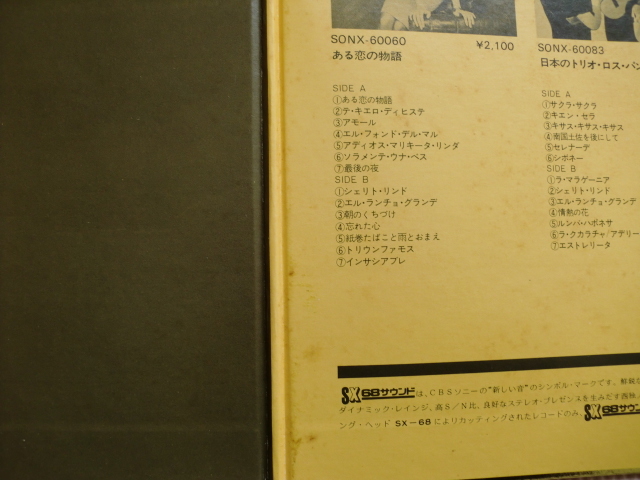 SONX-60060
¥2,100
ある恋の物語
SIDE A
①ある恋の物語
②テ・キエロ・ディヒステ
③アモール
④エル・フォンド・デル・マル
⑤アディオス・マリキータ・リンダ
⑥ソラメンテ・ウナ・ベス
⑦最後の夜
SIDE B
①シェリト・リンド
②エル・ランチョ・グランデ
③朝のくちづけ
④忘れた心
⑤紙巻たばこと雨とおまえ
⑥トリウンファモス
⑦インサシアブレ
SONX-60083
日本のトリオ・ロス・パン
SIDE A
①サクラ・サクラ
②キエン・セラ
③キサス・キサス・キサス
④南国土佐を後にして
⑤セレナーデ
⑥シボネー
SIDE B
①ラ・マラゲーニア
②シェリト・リンド
③エル・ランチョ・グランデ
④情熱の花
⑤ルンバ・ハポネサ
⑥ラ・クカラチャ/アデリー
⑦エストレリータ
SX68サウンドは、CBSソニーの"新しい音"のシンボル・マークです。解像
ダイナミック・レインジ、高S/N比、良好なステレオ・プレゼンスを生みだす西独
ング・ヘッド SX-68によりカッティングされたレコードのみ、SX68サウン